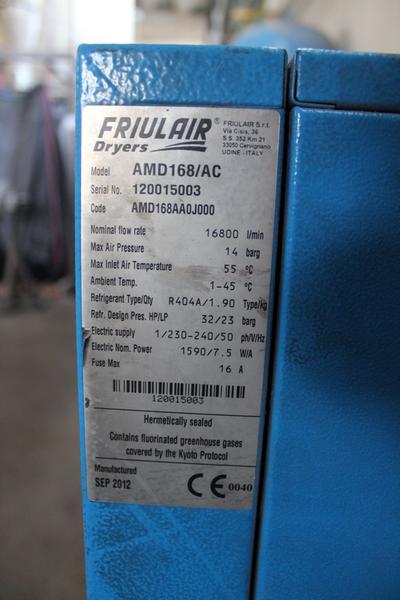 FRIULAIR®
Dryers
FRIULAIR S.r.l.
Via Cisis, 36
S.S. 352 Km 21
33050 Cervignano
UDINE - ITALY
Model AMD168/AC
Serial No. 120015003
Code AMD168AA0J000
Nominal flow rate 16800 l/min
Max Air Pressure 14 barg
Max Inlet Air Temperature 55 °C
Ambient Temp. 1-45 °C
Refrigerant Type/Qty R404A/1.90 Type/kg
Refr. Design Pres. HP/LP 32/23 barg
Electric supply 1/230-240/50 ph/V/Hz
Electric Nom. Power 1590/7.5 W/A
Fuse Max 16 A
120015003
Hermetically sealed
Contains fluorinated greenhouse gases
covered by the Kyoto Protocol
Manufactured
SEP 2012
CE 0040